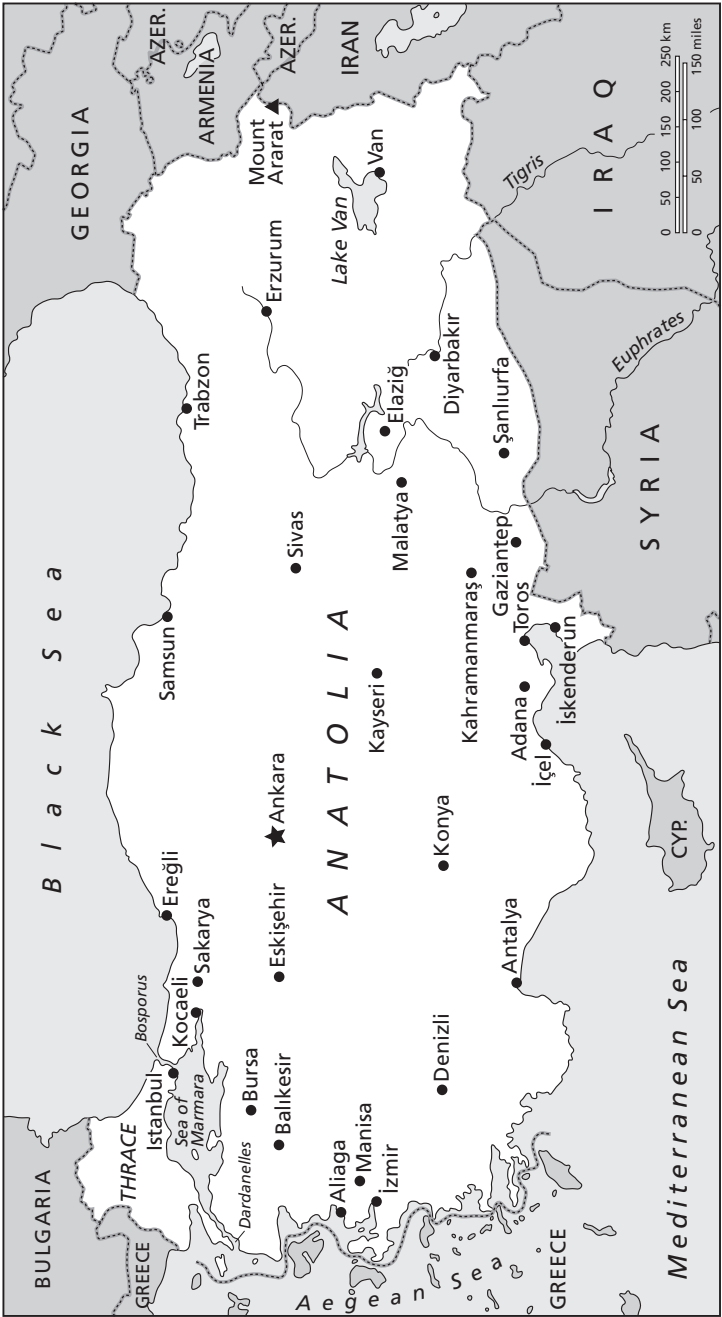 BULGARIA
GREECE
THRACE
Black Sea
GEORGIA
AZER.
ARMENIA
AZER.
IRAN
Bosporus
Istanbul
Kocaeli
Sakarya
Ereğli
Samsun
Trabzon
Sea of
Marmara
Dardanelles
Bursa
Balıkesir
Eskişehir
Ankara
Sivas
Erzurum
Mount
Ararat
ANATOLIA
Aliaga
Manisa
İzmir
Kayseri
Malatya
Elaziğ
Lake Van
Van
Denizli
Konya
Kahramanmaraş
Diyarbakır
Gaziantep
Şanlıurfa
Antalya
Adana
Toros
İçel
İskenderun
Aegean Sea
GREECE
Mediterranean Sea
CYP.
SYRIA
Euphrates
Tigris
IRAQ
0 50 100 150 200 250 km
0 50 100 150 miles